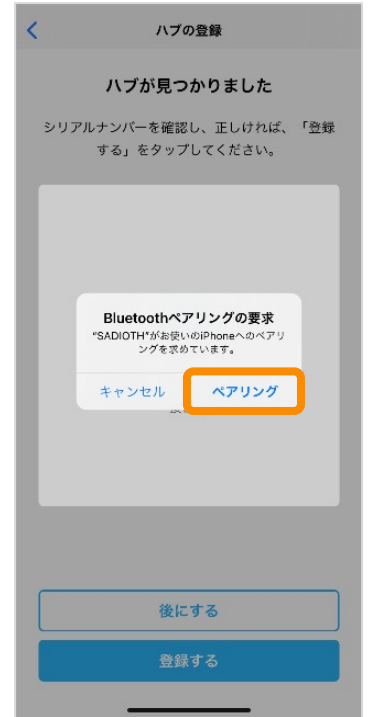 ハブの登録
ハブが見つかりました
シリアルナンバーを確認し、正しければ、「登録
する」をタップしてください。
Bluetoothペアリングの要求
"SADIOTH"がお使いのiPhoneへのペアリ
ングを求めています。
キャンセル
ペアリング
後にする
登録する